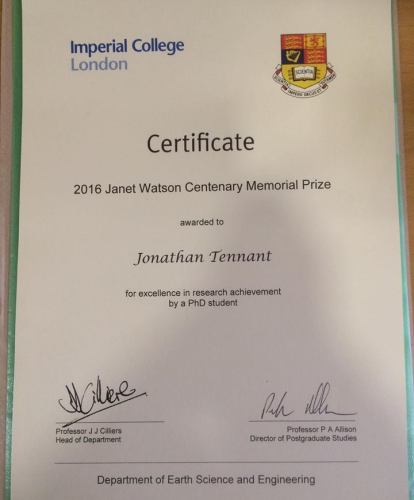 Imperial College
London
SCIENTIA
Certificate
2016 Janet Watson Centenary Memorial Prize
awarded to
Jonathan Tennant
for excellence in research achievement
by a PhD student
Professor J J Cilliers
Head of Department
Professor P A Allison
Director of Postgraduate Studies
Department of Earth Science and Engineering